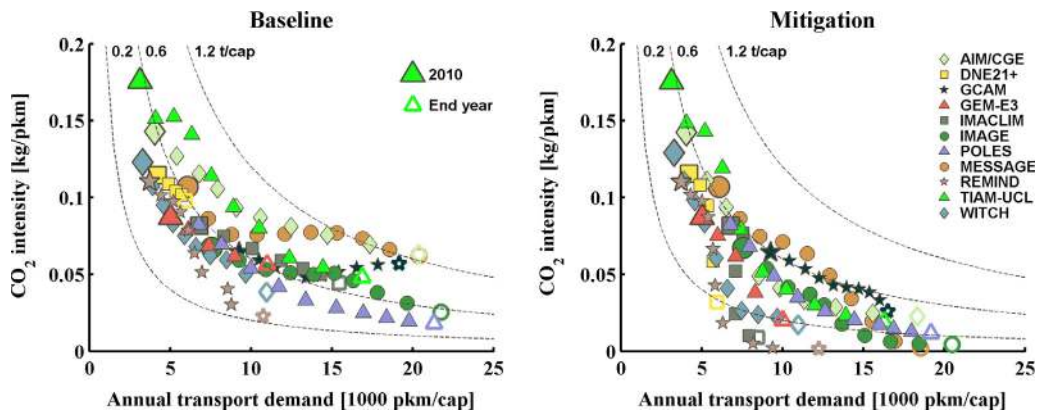 Baseline
0.2
0.2 0.6 1.2 t/cap
2010
End year
0.15
0.1
0.05
0
CO2 intensity [kg/pkm]
0 5 10 15 20 25
Annual transport demand [1000 pkm/cap]
Mitigation
0.2
0.2 0.6 1.2 t/cap
0.15
0.1
0.05
0
CO2 intensity [kg/pkm]
AIM/CGE
DNE21+
GCAM
GEM-E3
IMACLIM
IMAGE
POLES
MESSAGE
REMIND
TIAM-UCL
WITCH
0 5 10 15 20 25
Annual transport demand [1000 pkm/cap]